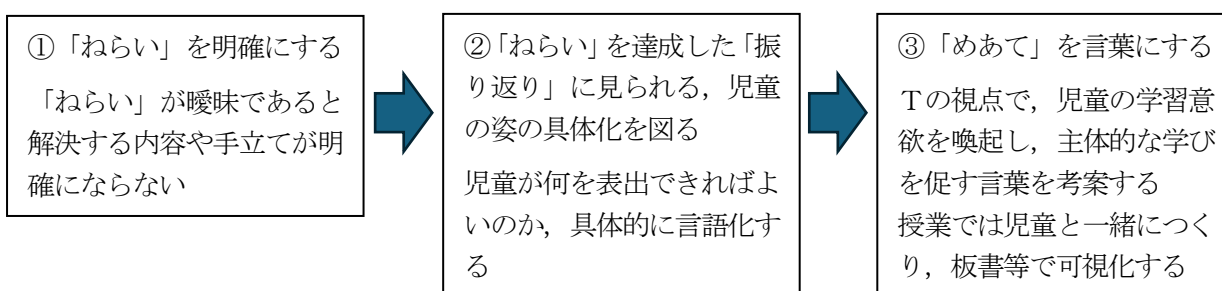 ①「ねらい」を明確にする
「ねらい」が曖昧であると
解決する内容や手立てが明
確にならない
②「ねらい」を達成した「振
り返り」に見られる，児童
の姿の具体化を図る
児童が何を表出できればよ
いのか，具体的に言語化す
る
③「めあて」を言葉にする
Ｔの視点で，児童の学習意
欲を喚起し，主体的な学び
を促す言葉を考案する
授業では児童と一緒につく
り，板書等で可視化する